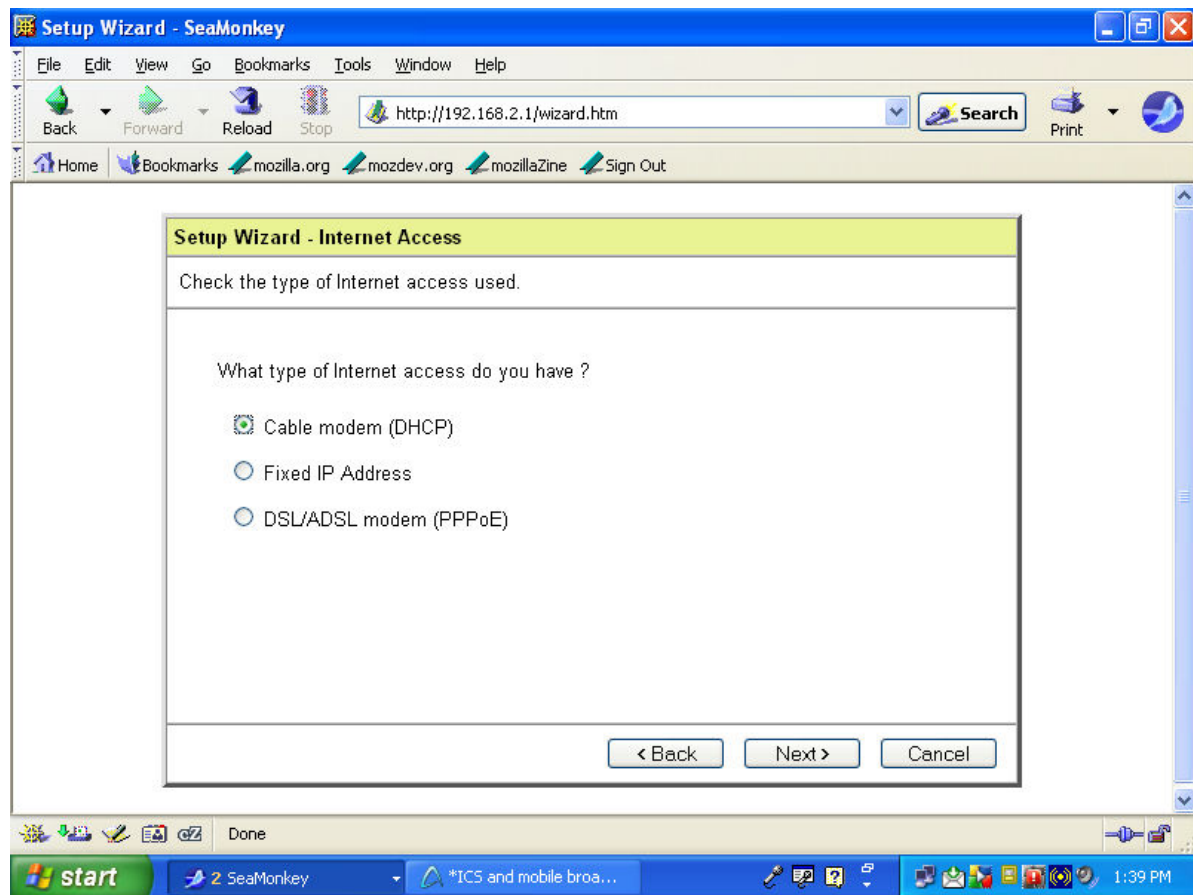 Setup Wizard - SeaMonkey
File Edit View Go Bookmarks Tools Window Help
Back Forward Reload Stop http://192.168.2.1/wizard.htm Search Print
Home Bookmarks mozilla.org mozdev.org mozillaZine Sign Out
Setup Wizard - Internet Access
Check the type of Internet access used.
What type of Internet access do you have ?
Cable modem (DHCP)
Fixed IP Address
DSL/ADSL modem (PPPoE)
< Back Next > Cancel
cZ Done
start 2 SeaMonkey *ICS and mobile broa... 1:39 PM